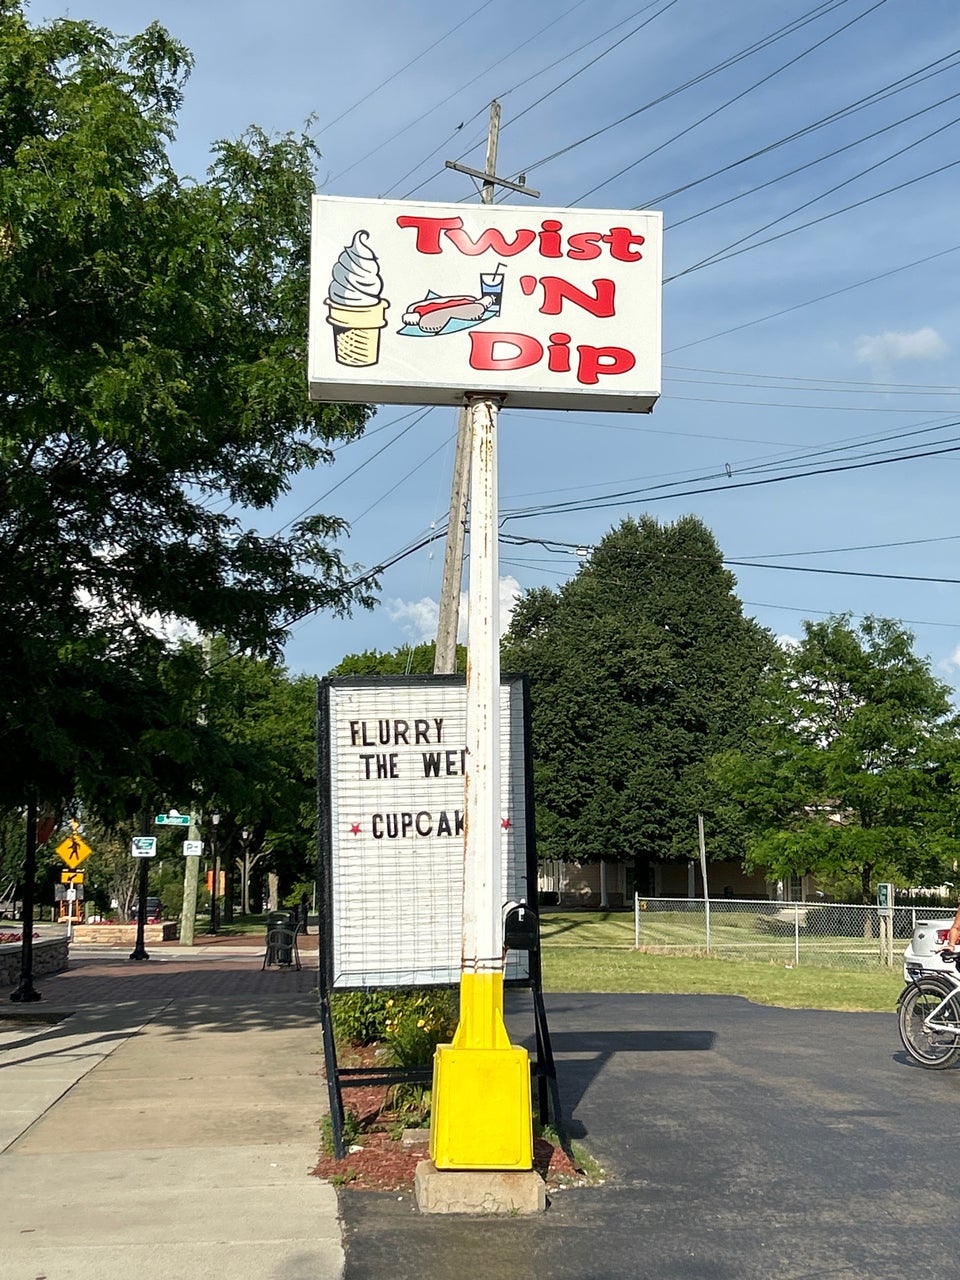 Twist
'N
Dip
FLURRY
THE
CUPCAK